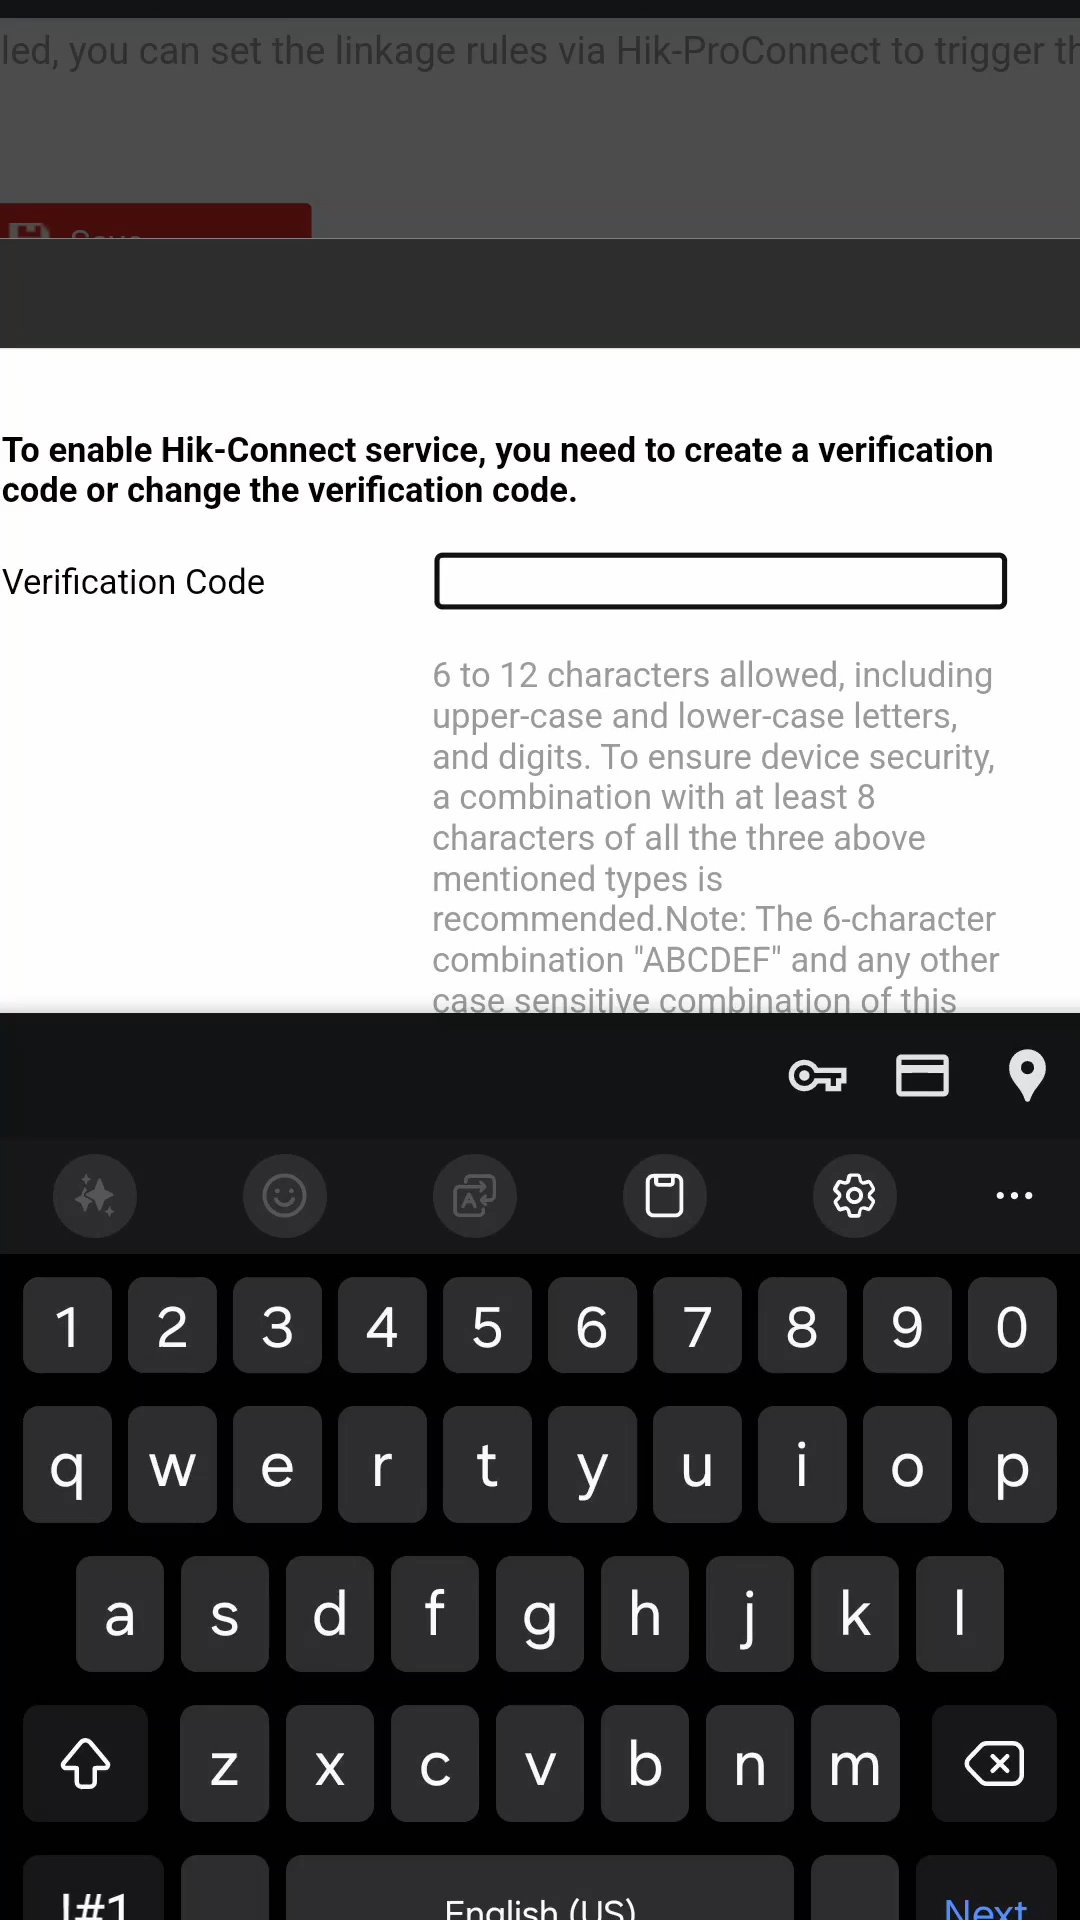 led, you can set the linkage rules via Hik-ProConnect to trigger th
Save
To enable Hik-Connect service, you need to create a verification
code or change the verification code.
Verification Code
6 to 12 characters allowed, including
upper-case and lower-case letters,
and digits. To ensure device security,
a combination with at least 8
characters of all the three above
mentioned types is
recommended.Note: The 6-character
combination "ABCDEF" and any other
case sensitive combination of this
1 2 3 4 5 6 7 8 9 0
q w e r t y u i o p
a s d f g h j k l
z x c v b n m
!#1 English (US) Next